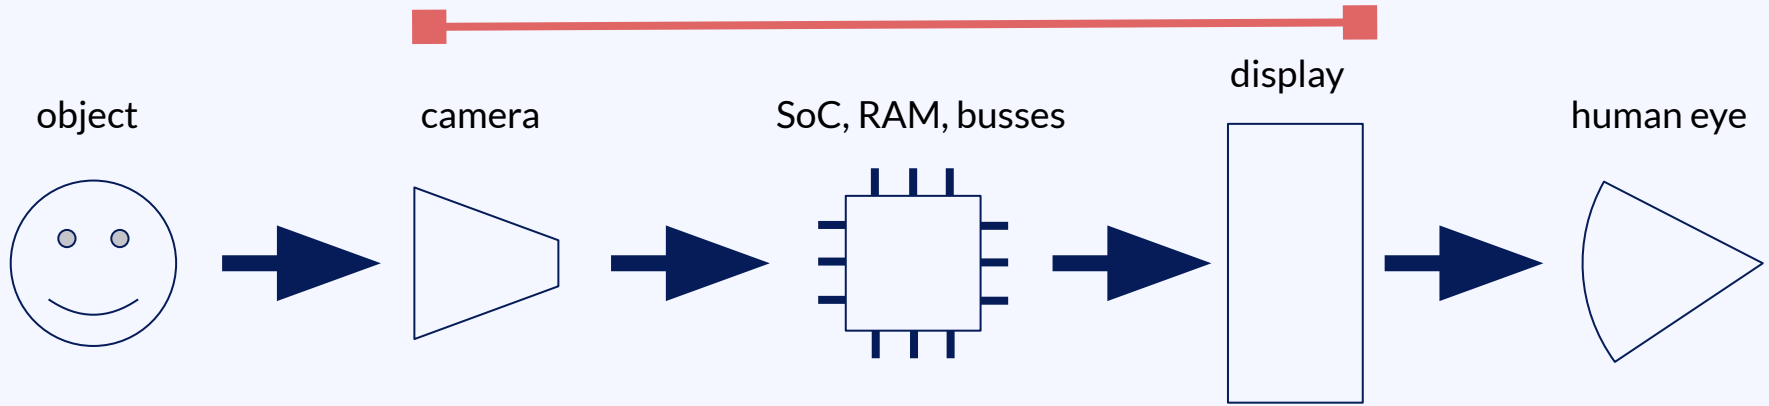 object
camera
SoC, RAM, busses
display
human eye